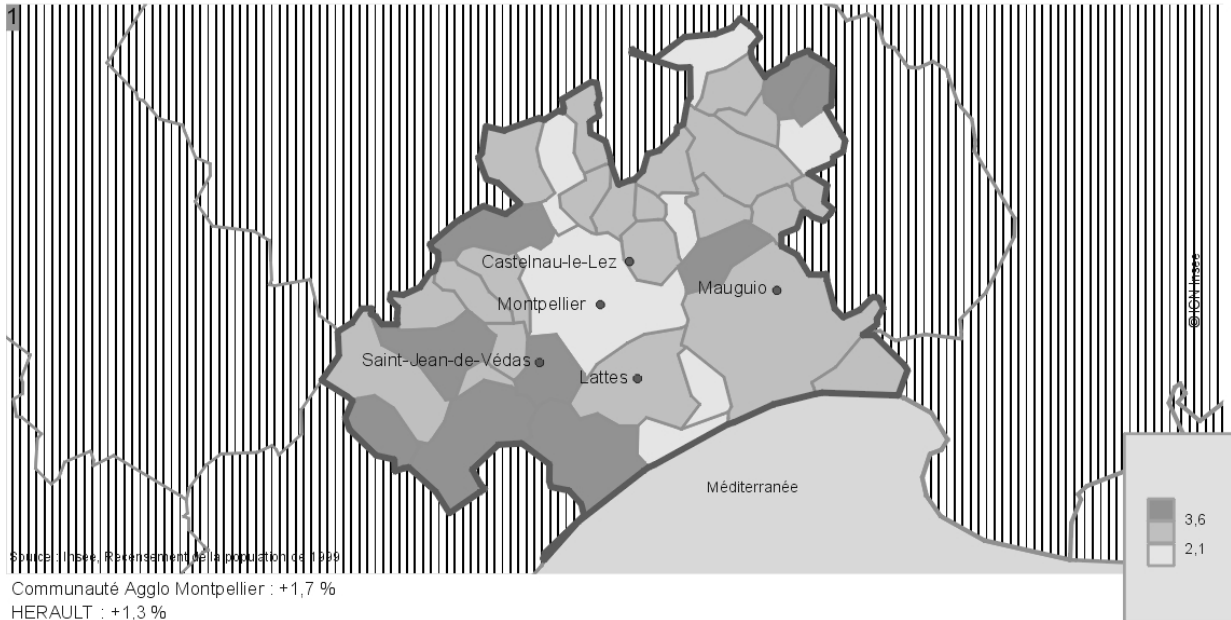 1
Castelnau-le-Lez
Mauguio
Montpellier
©IGN Insee
Saint-Jean-de-Védas
Lattes
Méditerranée
3,6
2,1
Source : Insee, Recensement de la population de 1999
Communauté Agglo Montpellier : +1,7 %
HERAULT : +1,3 %